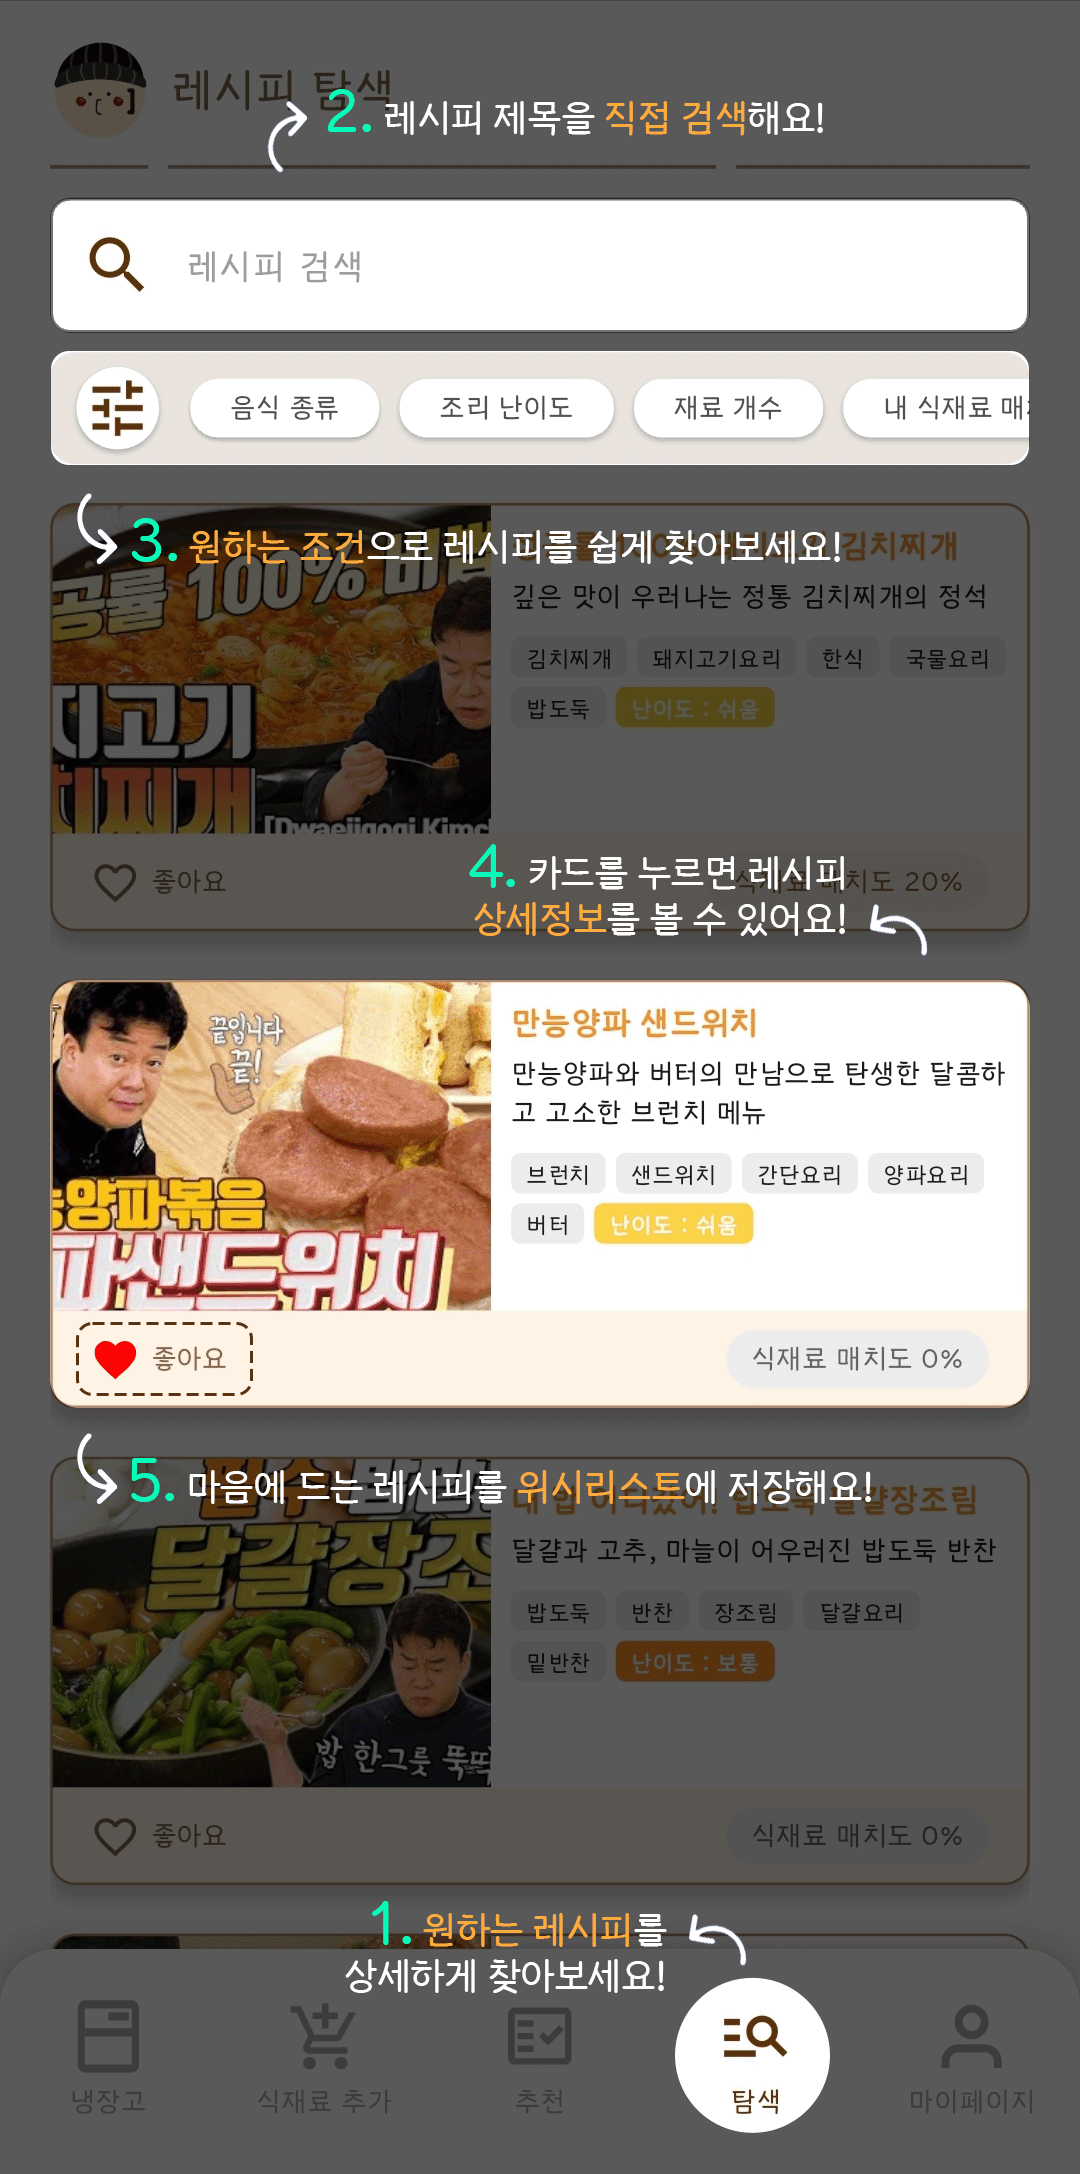 레시피 탐색
2. 레시피 제목을 직접 검색해요!
레시피 검색
음식 종류
조리 난이도
재료 개수
내 식재료 매
3. 원하는 조건으로 레시피를 쉽게 찾아보세요!
김치찌개
깊은 맛이 우러나는 정통 김치찌개의 정석
김치찌개
돼지고기요리
한식
국물요리
밥도둑
난이도 : 쉬움
공률 100%
지고기
찌개
[Dwaejigogi Kimc
좋아요
식재료 매치도 20%
4. 카드를 누르면 레시피
상세정보를 볼 수 있어요!
끝입니다
끝!
능양파볶음
파샌드위치
만능양파 샌드위치
만능양파와 버터의 만남으로 탄생한 달콤하
고 고소한 브런치 메뉴
브런치
샌드위치
간단요리
양파요리
버터
난이도 : 쉬움
좋아요
식재료 매치도 0%
5. 마음에 드는 레시피를 위시리스트에 저장해요!
달걀장조
밥 한그릇 뚝딱
달걀장조림
달걀과 고추, 마늘이 어우러진 밥도둑 반찬
밥도둑
반찬
장조림
달걀요리
밑반찬
난이도 : 보통
좋아요
식재료 매치도 0%
1. 원하는 레시피를
상세하게 찾아보세요!
냉장고
식재료 추가
추천
탐색
마이페이지